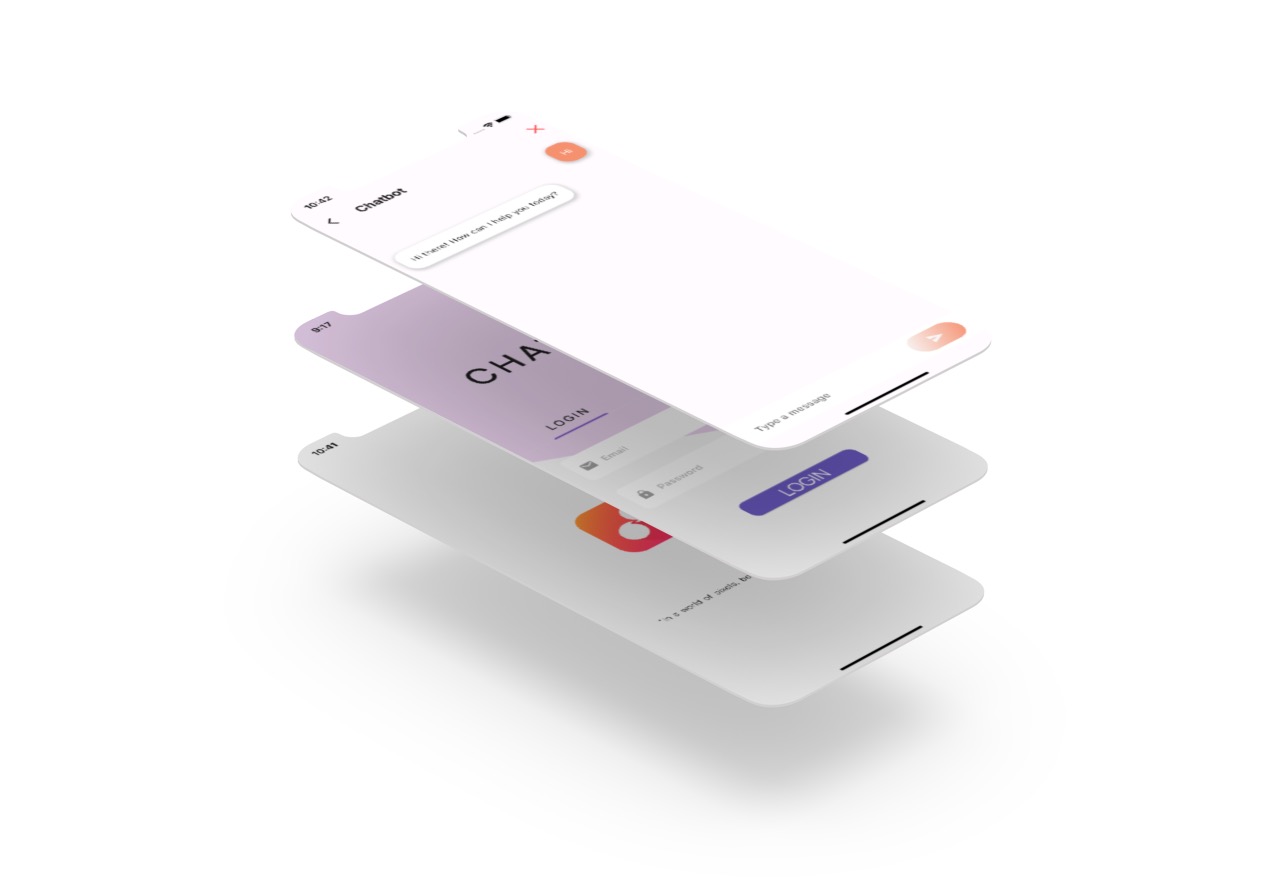 10:42
Chatbot
Hi
Hi there! How can I help you today?
Type a message
9:17
CHA
LOGIN
Email
Password
LOGIN
10:41
"in a world of pixels, be